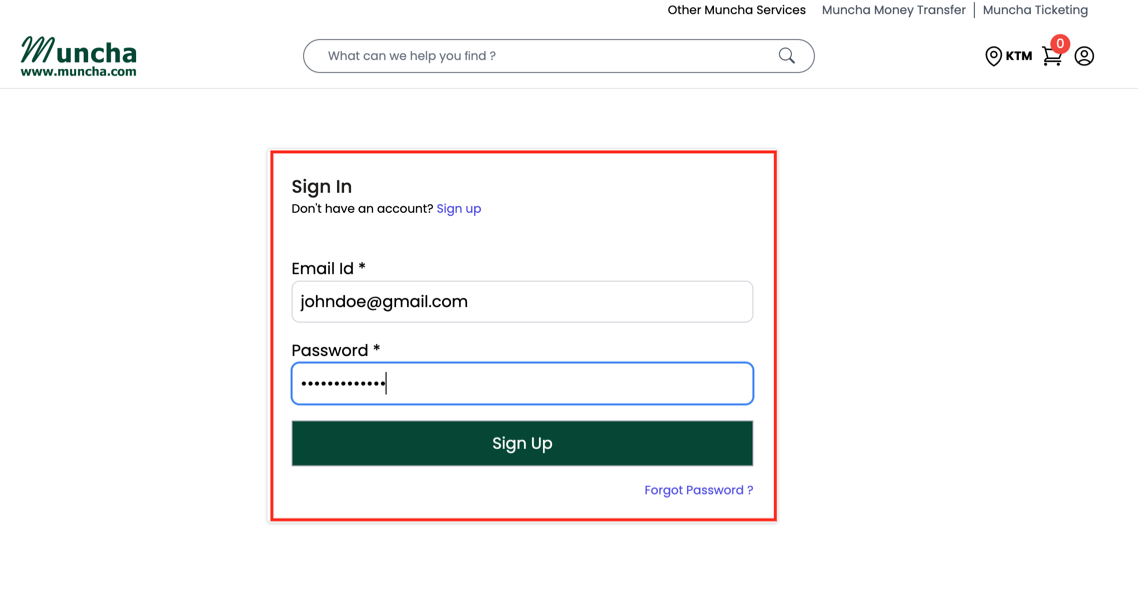 Other Muncha Services Muncha Money Transfer | Muncha Ticketing
Muncha
www.muncha.com
What can we help you find ?
KTM
0
Sign In
Don't have an account? Sign up
Email Id *
johndoe@gmail.com
Password *
•••••••••••••
Sign Up
Forgot Password ?